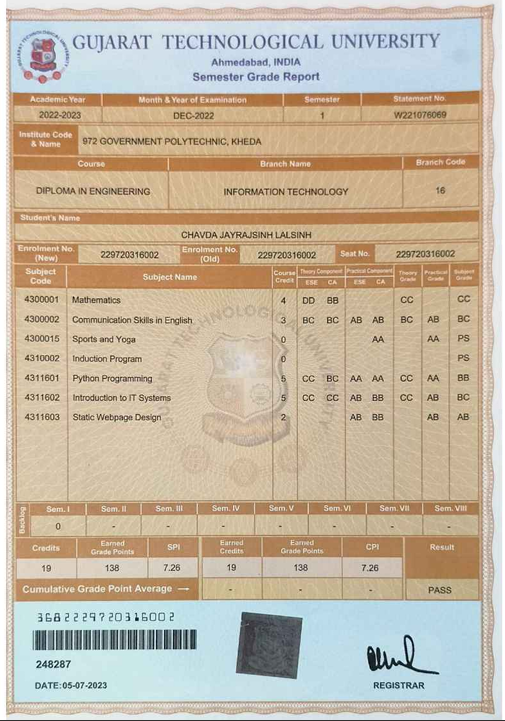 GUJARAT TECHNOLOGICAL UNIVERSITY
Ahmedabad, INDIA
Semester Grade Report
Academic Year Month & Year of Examination Semester Statement No.
2022-2023 DEC-2022 1 W221076069
Institute Code & Name 972 GOVERNMENT POLYTECHNIC, KHEDA
Course Branch Name Branch Code
DIPLOMA IN ENGINEERING INFORMATION TECHNOLOGY 16
Student's Name
CHAVDA JAYRAJSINH LALSINH
Enrolment No. (New) 229720316002 Enrolment No. (Old) 229720316002 Seat No. 229720316002
Subject Code Subject Name Course Credit Theory Component Practical Component Theory Grade Practical Grade Subject Grade
ESE CA ESE CA
4300001 Mathematics 4 DD BB CC CC
4300002 Communication Skills in English 3 BC BC AB AB BC AB BC
4300015 Sports and Yoga 0 AA AA PS
4310002 Induction Program 0 PS
4311601 Python Programming 5 CC BC AA AA CC AA BB
4311602 Introduction to IT Systems 5 CC CC AB BB CC AB BC
4311603 Static Webpage Design 2 AB BB AB AB
GUJARAT TECHNOLOGICAL UNIVERSITY
Backlog Sem. I Sem. II Sem. III Sem. IV Sem. V Sem. VI Sem. VII Sem. VIII
0 - - - - - - -
Credits Earned Grade Points SPI Earned Credits Earned Grade Points CPI Result
19 138 7.26 19 138 7.26
Cumulative Grade Point Average → - - - PASS
3682229720316002
248287
DATE:05-07-2023 REGISTRAR